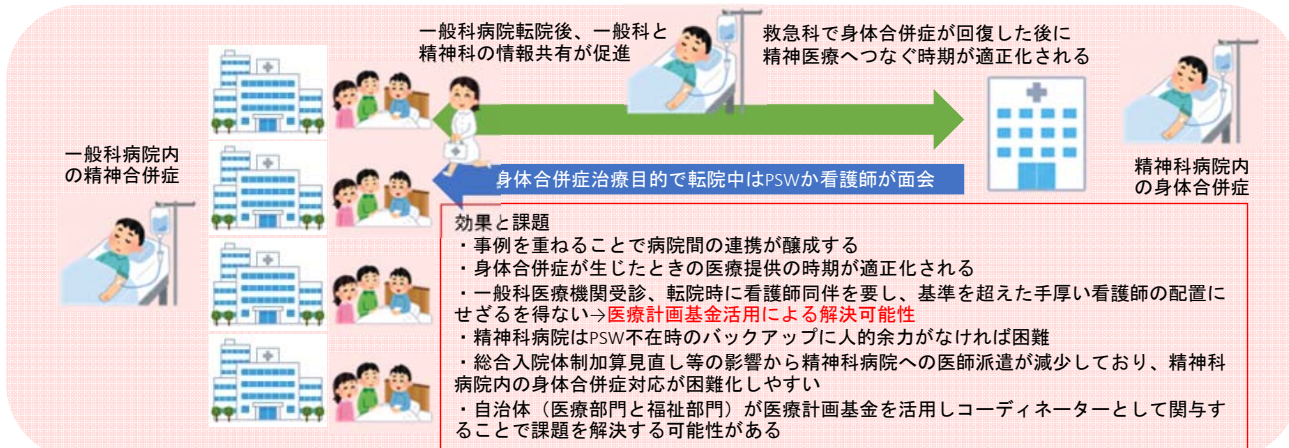 一般科病院転院後、一般科と
精神科の情報共有が促進
救急科で身体合併症が回復した後に
精神医療へつなぐ時期が適正化される
一般科病院内
の精神合併症
身体合併症治療目的で転院中はPSWか看護師が面会
精神科病院内
の身体合併症
効果と課題
・事例を重ねることで病院間の連携が醸成する
・身体合併症が生じたときの医療提供の時期が適正化される
・一般科医療機関受診、転院時に看護師同伴を要し、基準を超えた手厚い看護師の配置に
せざるを得ない→医療計画基金活用による解決可能性
・精神科病院はPSW不在時のバックアップに人的余力がなければ困難
・総合入院体制加算見直し等の影響から精神科病院への医師派遣が減少しており、精神科
病院内の身体合併症対応が困難化しやすい
・自治体（医療部門と福祉部門）が医療計画基金を活用しコーディネーターとして関与す
ることで課題を解決する可能性がある